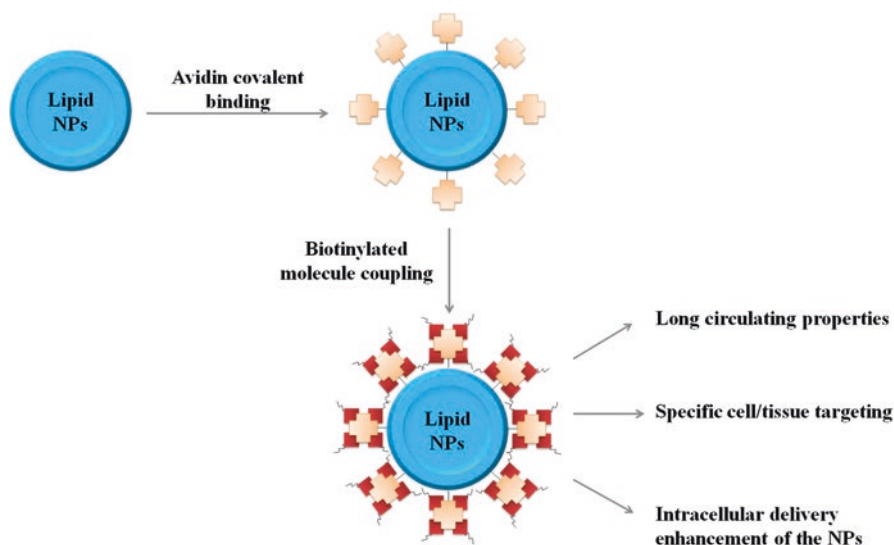 Lipid
NPs
Avidin covalent
binding
Lipid
NPs
Biotinylated
molecule coupling
Lipid
NPs
Long circulating properties
Specific cell/tissue targeting
Intracellular delivery
enhancement of the NPs